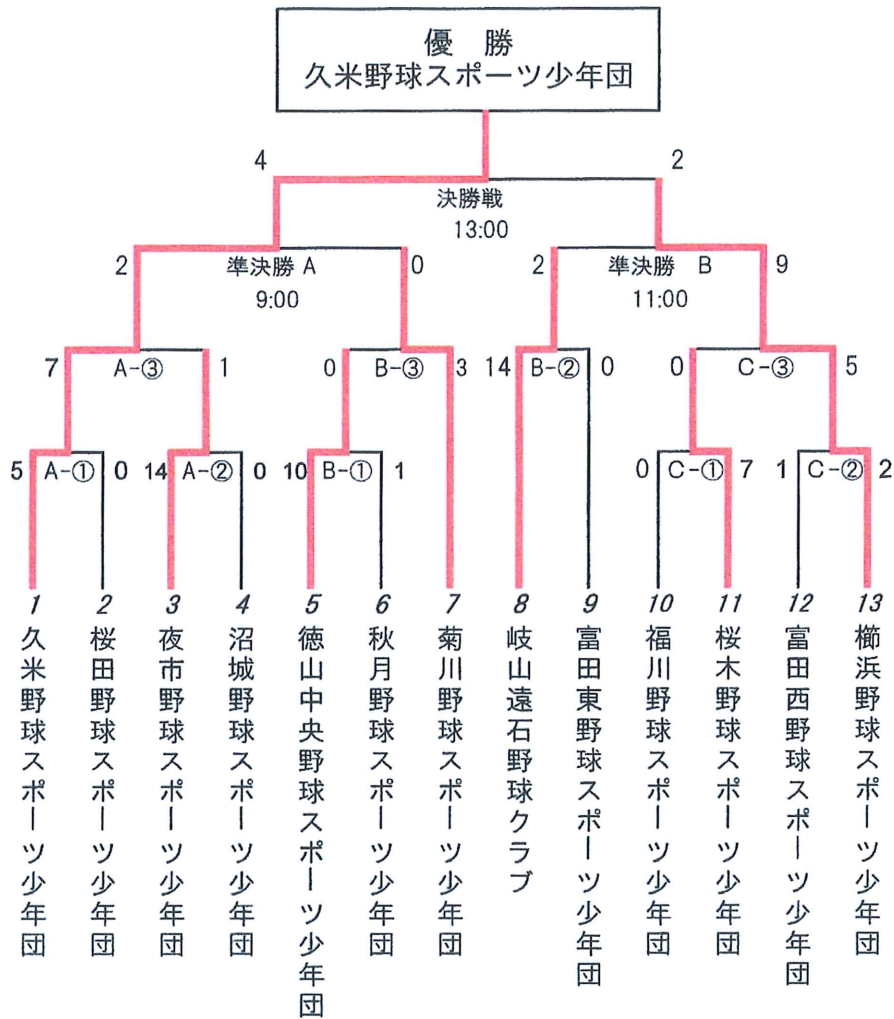 優 勝
久米野球スポーツ少年団
4
2
決勝戦
13:00
2
準決勝 A
0
2
準決勝 B
9
9:00
11:00
7
A-③
1
0
B-③
3
14
B-②
0
0
C-③
5
5
A-①
0
14
A-②
0
10
B-①
1
0
C-①
7
1
C-②
2
1
2
3
4
5
6
7
8
9
10
11
12
13
久米野球スポーツ少年団
桜田野球スポーツ少年団
夜市野球スポーツ少年団
沼城野球スポーツ少年団
徳山中央野球スポーツ少年団
秋月野球スポーツ少年団
菊川野球スポーツ少年団
岐山遠石野球クラブ
富田東野球スポーツ少年団
福川野球スポーツ少年団
桜木野球スポーツ少年団
富田西野球スポーツ少年団
櫛浜野球スポーツ少年団